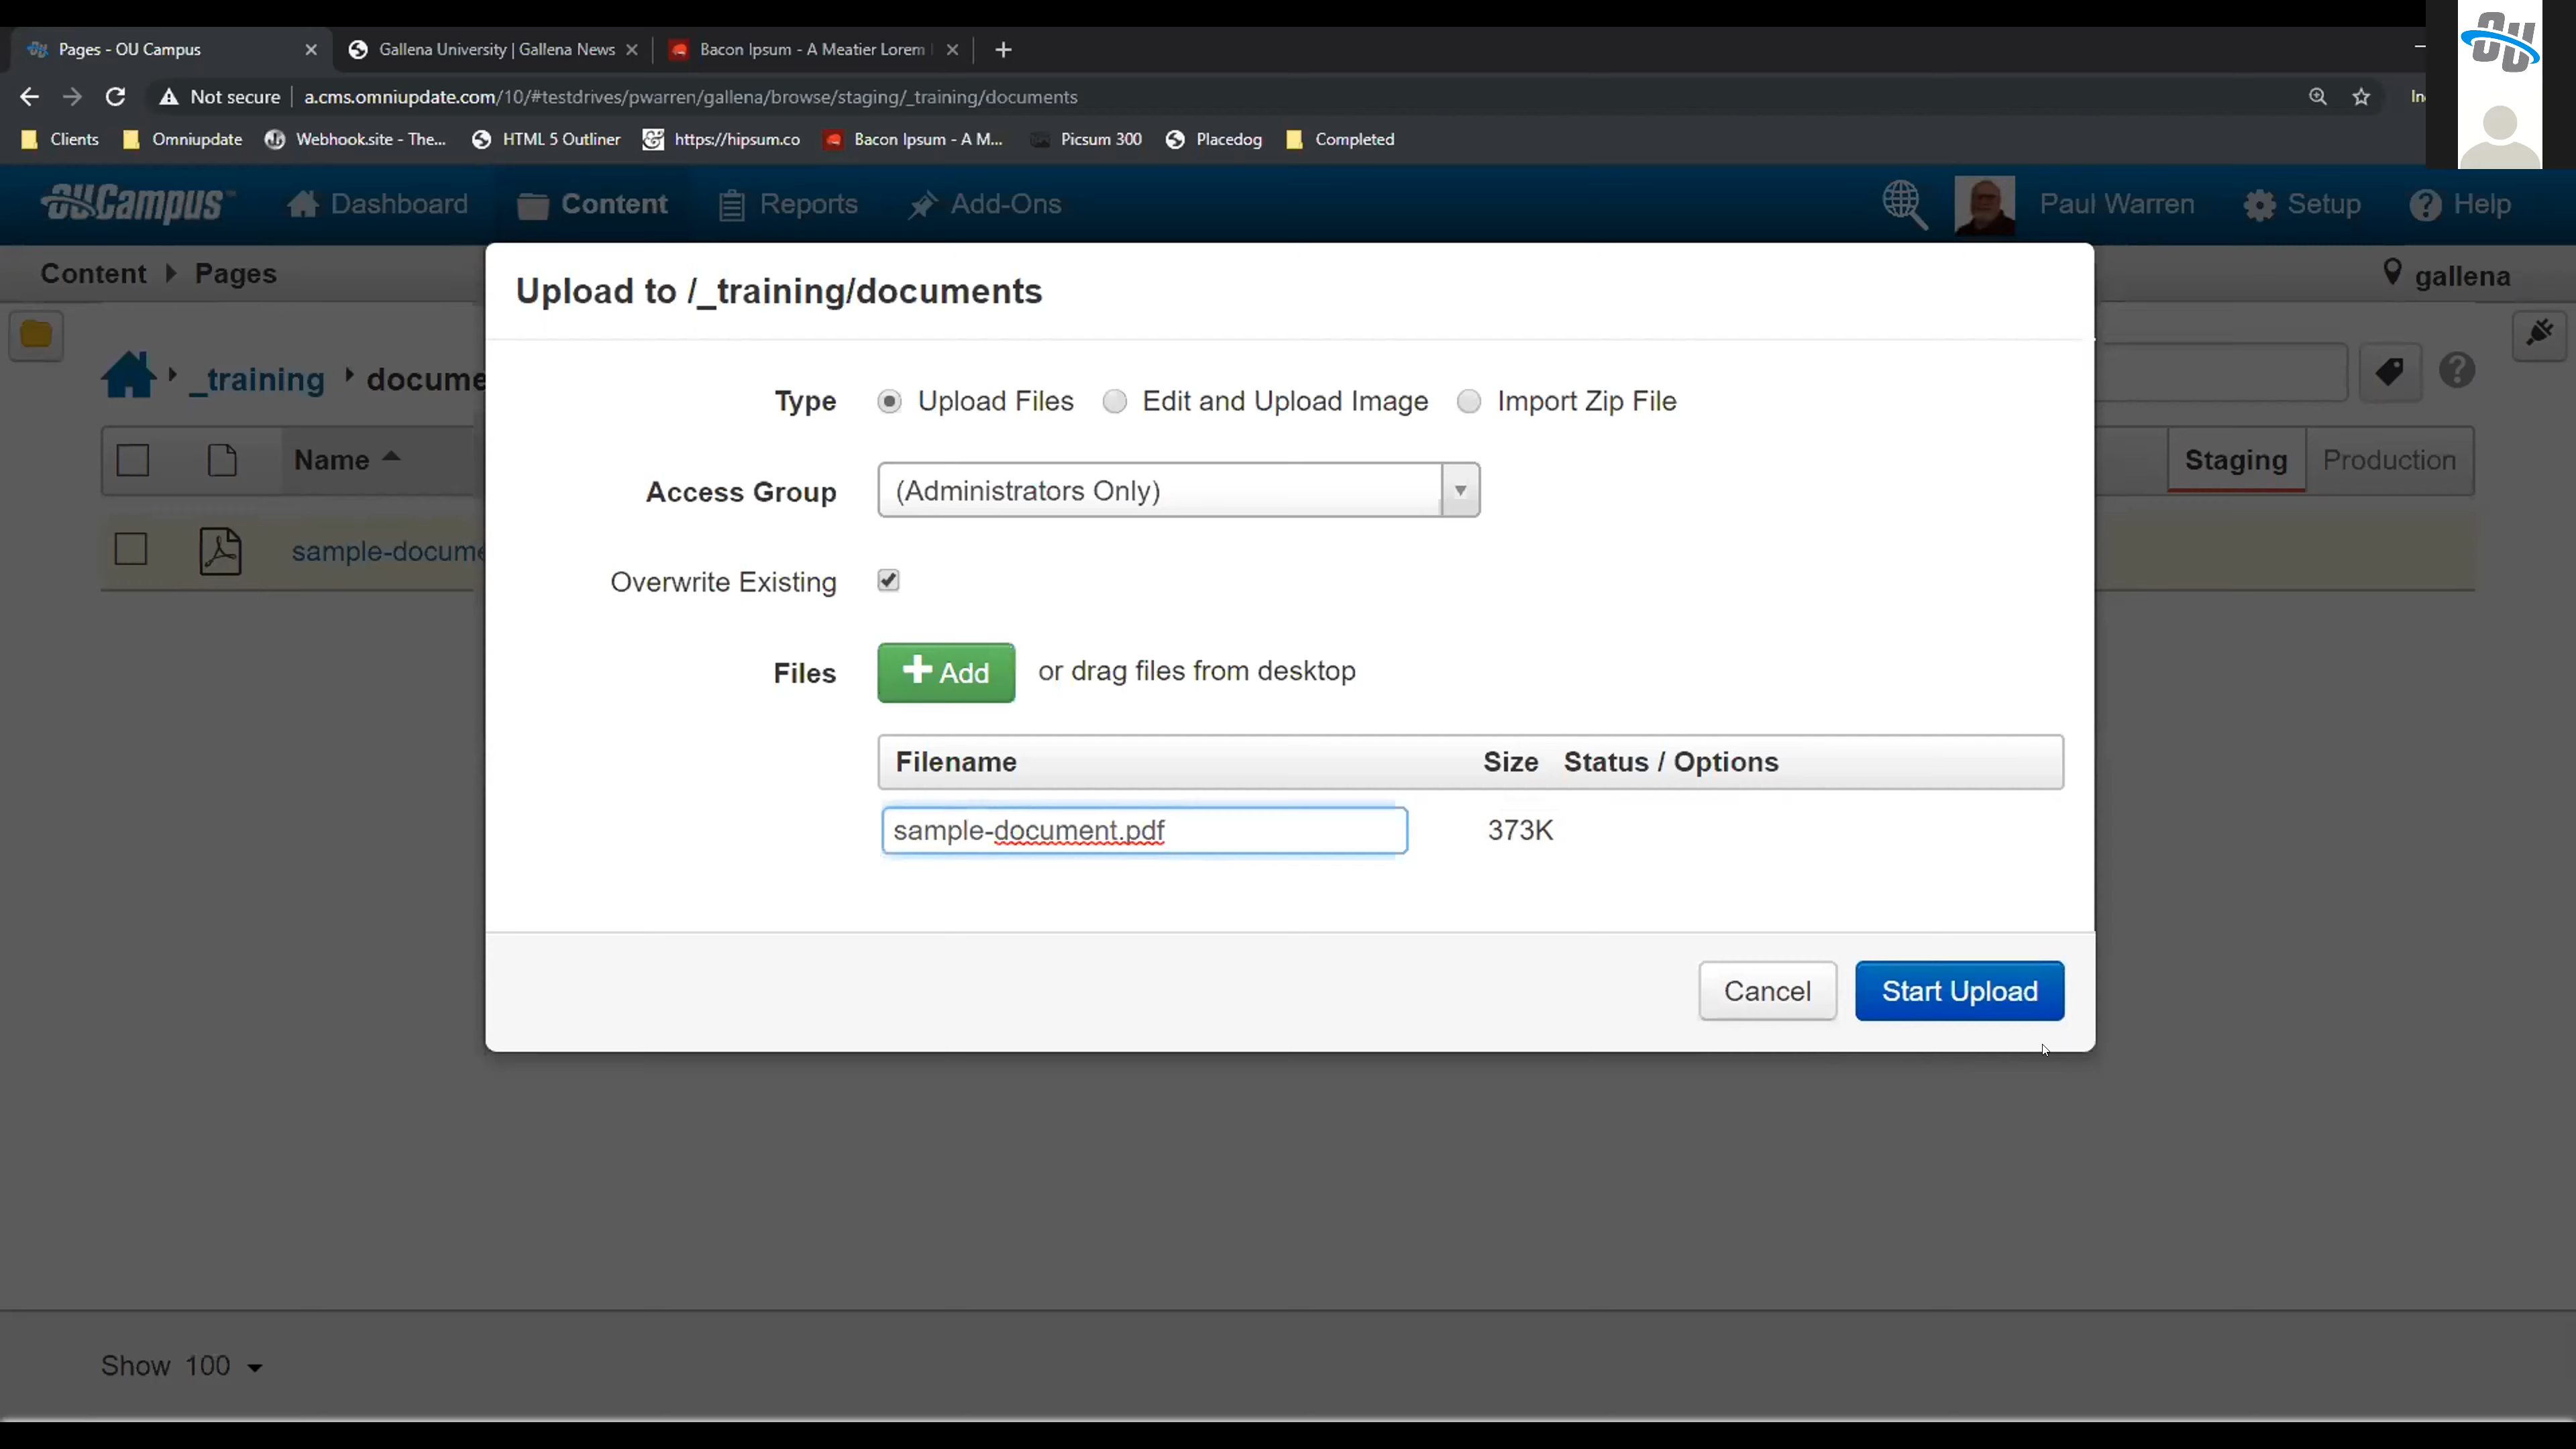 Pages - OU Campus
Gallena University | Gallena News
Bacon Ipsum - A Meatier Lorem
OU
Not secure | a.cms.omniupdate.com/10/#testdrives/pwarren/gallena/browse/staging/_training/documents
Clients
Omniupdate
Webhook.site - The...
HTML 5 Outliner
https://hipsum.co
Bacon Ipsum - A M...
Picsum 300
Placedog
Completed
OUCampus™
Dashboard
Content
Reports
Add-Ons
Paul Warren
Setup
Help
Content
Pages
gallena
_training
Name
Staging
Production
Upload to /_training/documents
Type
Upload Files
Edit and Upload Image
Import Zip File
Access Group
(Administrators Only)
Overwrite Existing
Files
+ Add
or drag files from desktop
Filename
Size
Status / Options
sample-document.pdf
373K
Cancel
Start Upload
Show 100